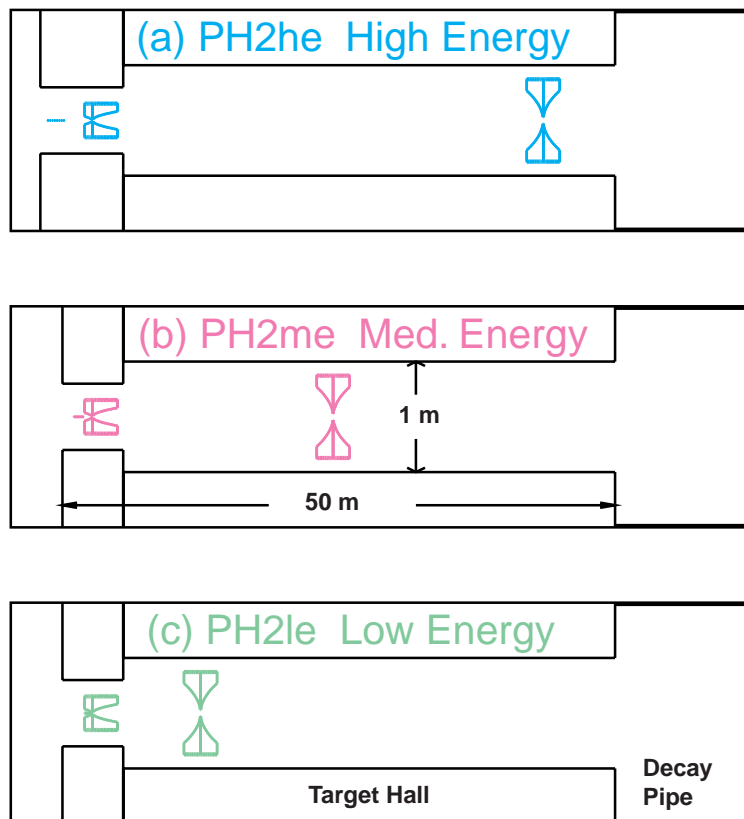 (a) PH2he High Energy
(b) PH2me Med. Energy
1 m
50 m
(c) PH2le Low Energy
Target Hall
Decay
Pipe